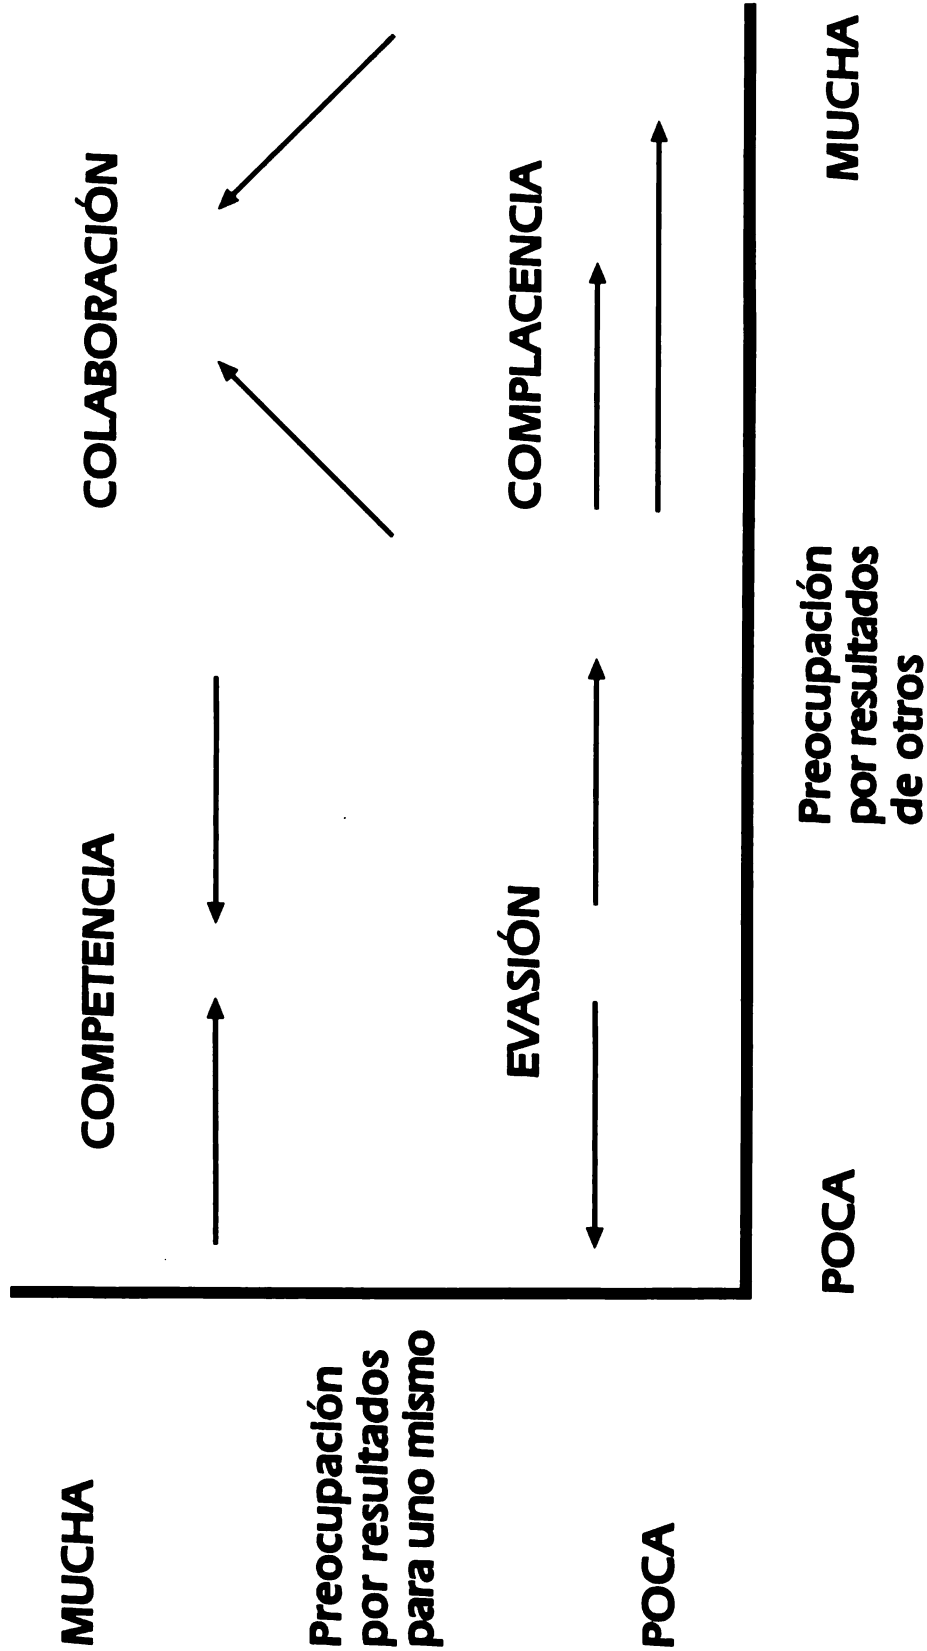 MUCHA
COMPETENCIA
COLABORACIÓN
Preocupación
por resultados
para uno mismo
EVASIÓN
COMPLACENCIA
POCA
POCA
Preocupación
por resultados
de otros
MUCHA